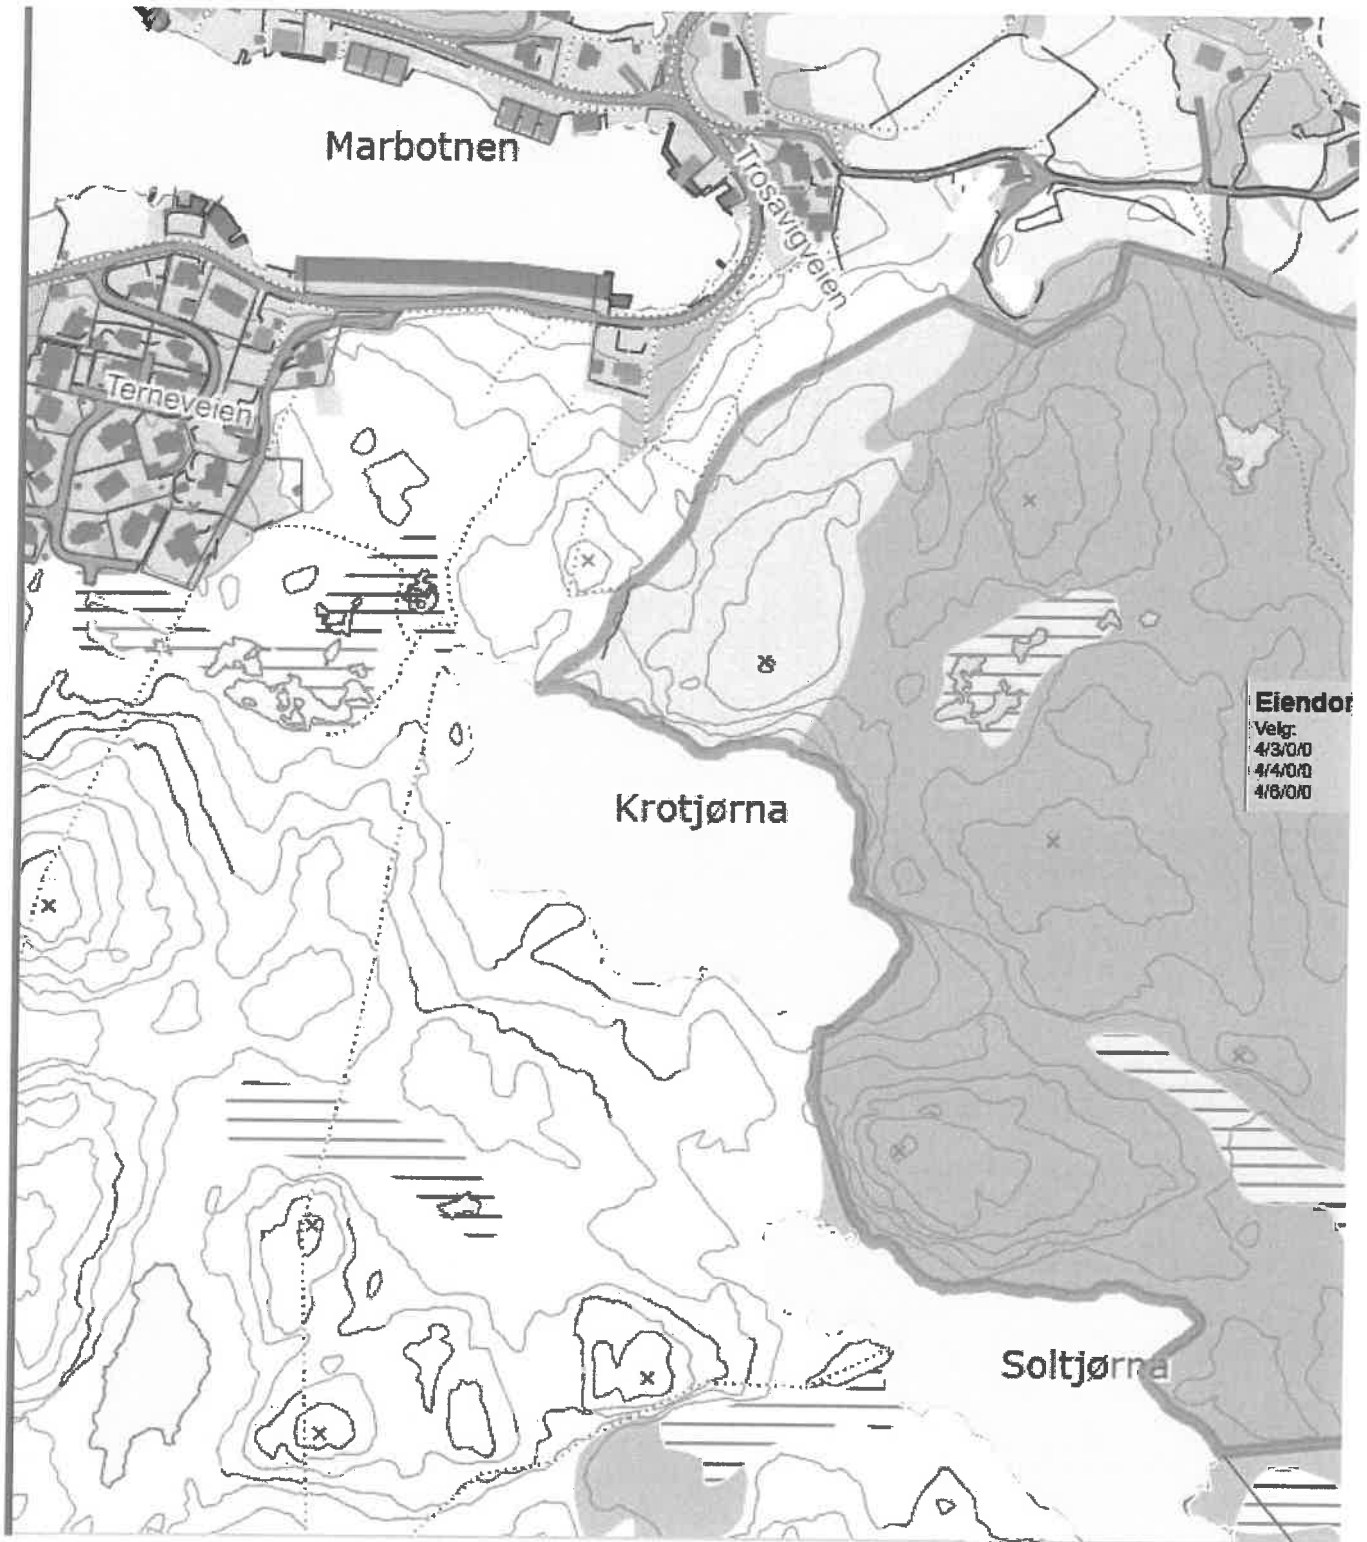 Marbotnen
Trosavigveien
Terneveien
Eiendor
Velg:
4/3/0/0
4/4/0/0
4/6/0/0
Krotjørna
Soltjørna